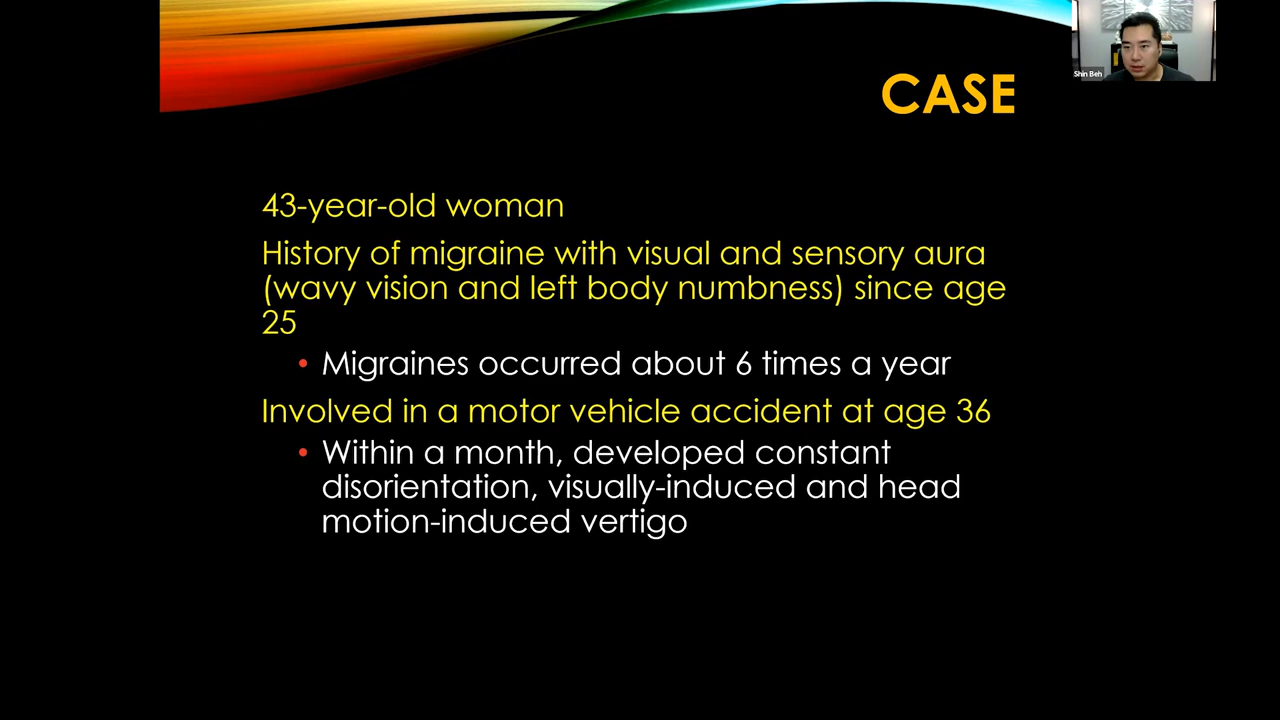 Shin Beh
CASE
43-year-old woman
History of migraine with visual and sensory aura
(wavy vision and left body numbness) since age
25
• Migraines occurred about 6 times a year
Involved in a motor vehicle accident at age 36
• Within a month, developed constant
disorientation, visually-induced and head
motion-induced vertigo